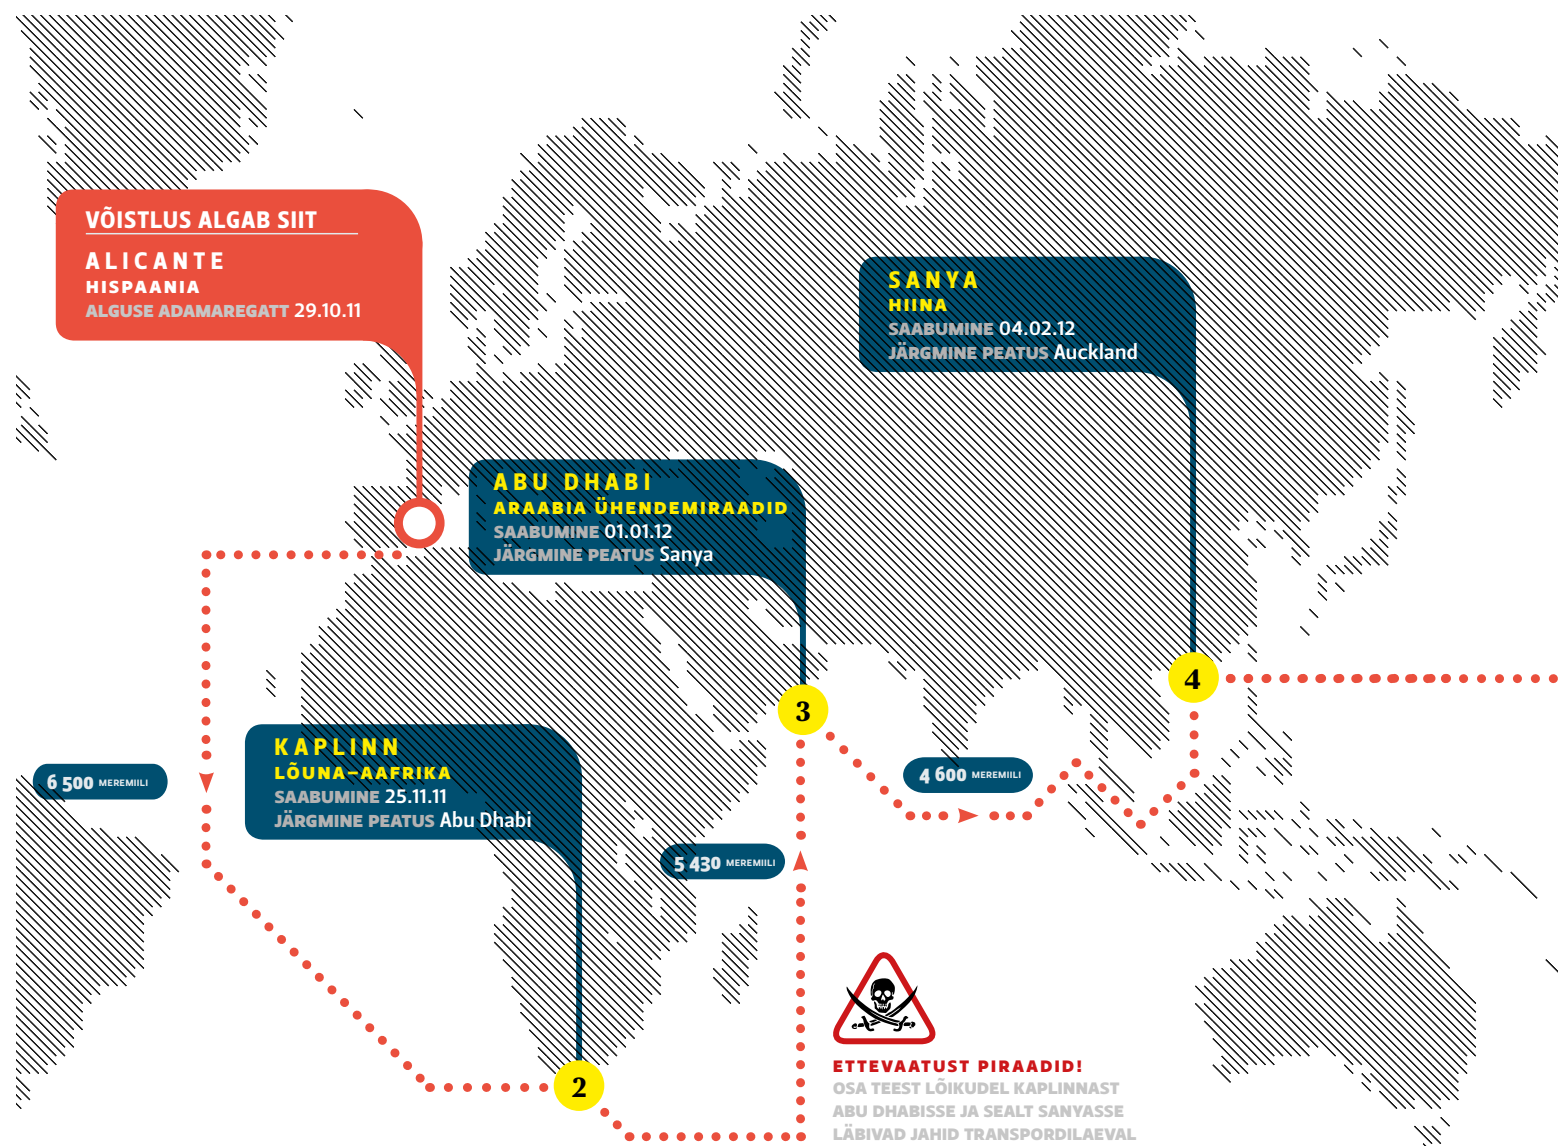 VÕISTLUS ALGAB SIIT
ALICANTE
HISPAANIA
ALGUSE ADAMAREGATT 29.10.11
SANYA
HIINA
SAABUMINE 04.02.12
JÄRGMINE PEATUS Auckland
ABU DHABI
ARAABIA ÜHENDEMIRAADID
SAABUMINE 01.01.12
JÄRGMINE PEATUS Sanya
4
3
KAPLINN
LÕUNA-AAFRIKA
SAABUMINE 25.11.11
JÄRGMINE PEATUS Abu Dhabi
6 500 MEREMIILI
4 600 MEREMIILI
5 430 MEREMIILI
2
ETTEVAATUST PIRAADID!
OSA TEEST LÕIKUDEL KAPLINNAST
ABU DHABISSE JA SEALT SANYASSE
LÄBIVAD JAHID TRANSPORDILAEVAL